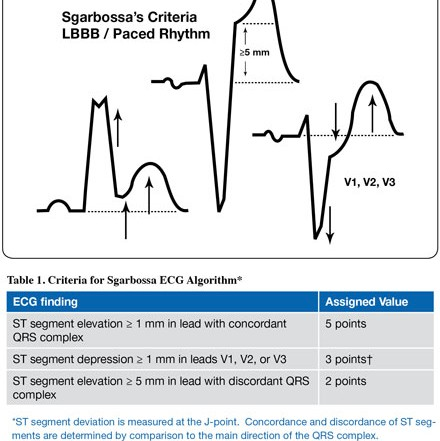 Sgarbossa's Criteria
LBBB / Paced Rhythm
≥5 mm
V1, V2, V3
Table 1. Criteria for Sgarbossa ECG Algorithm*
ECG finding Assigned Value
ST segment elevation ≥ 1 mm in lead with concordant
QRS complex
5 points
ST segment depression ≥ 1 mm in leads V1, V2, or V3 3 points†
ST segment elevation ≥ 5 mm in lead with discordant QRS
complex
2 points
*ST segment deviation is measured at the J-point. Concordance and discordance of ST seg-
ments are determined by comparison to the main direction of the QRS complex.